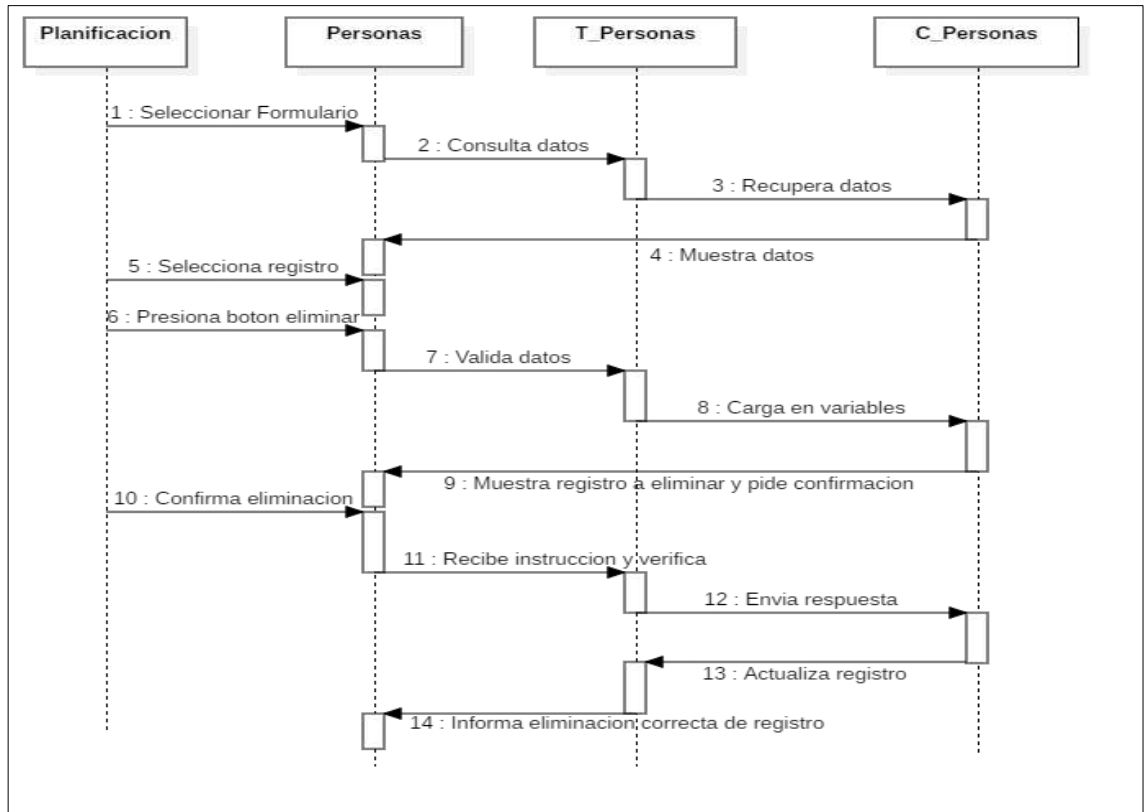 Planificacion
Personas
T_Personas
C_Personas
1 : Seleccionar Formulario
2 : Consulta datos
3 : Recupera datos
4 : Muestra datos
5 : Selecciona registro
6 : Presiona boton eliminar
7 : Valida datos
8 : Carga en variables
9 : Muestra registro a eliminar y pide confirmacion
10 : Confirma eliminacion
11 : Recibe instruccion y verifica
12 : Envia respuesta
13 : Actualiza registro
14 : Informa eliminacion correcta de registro